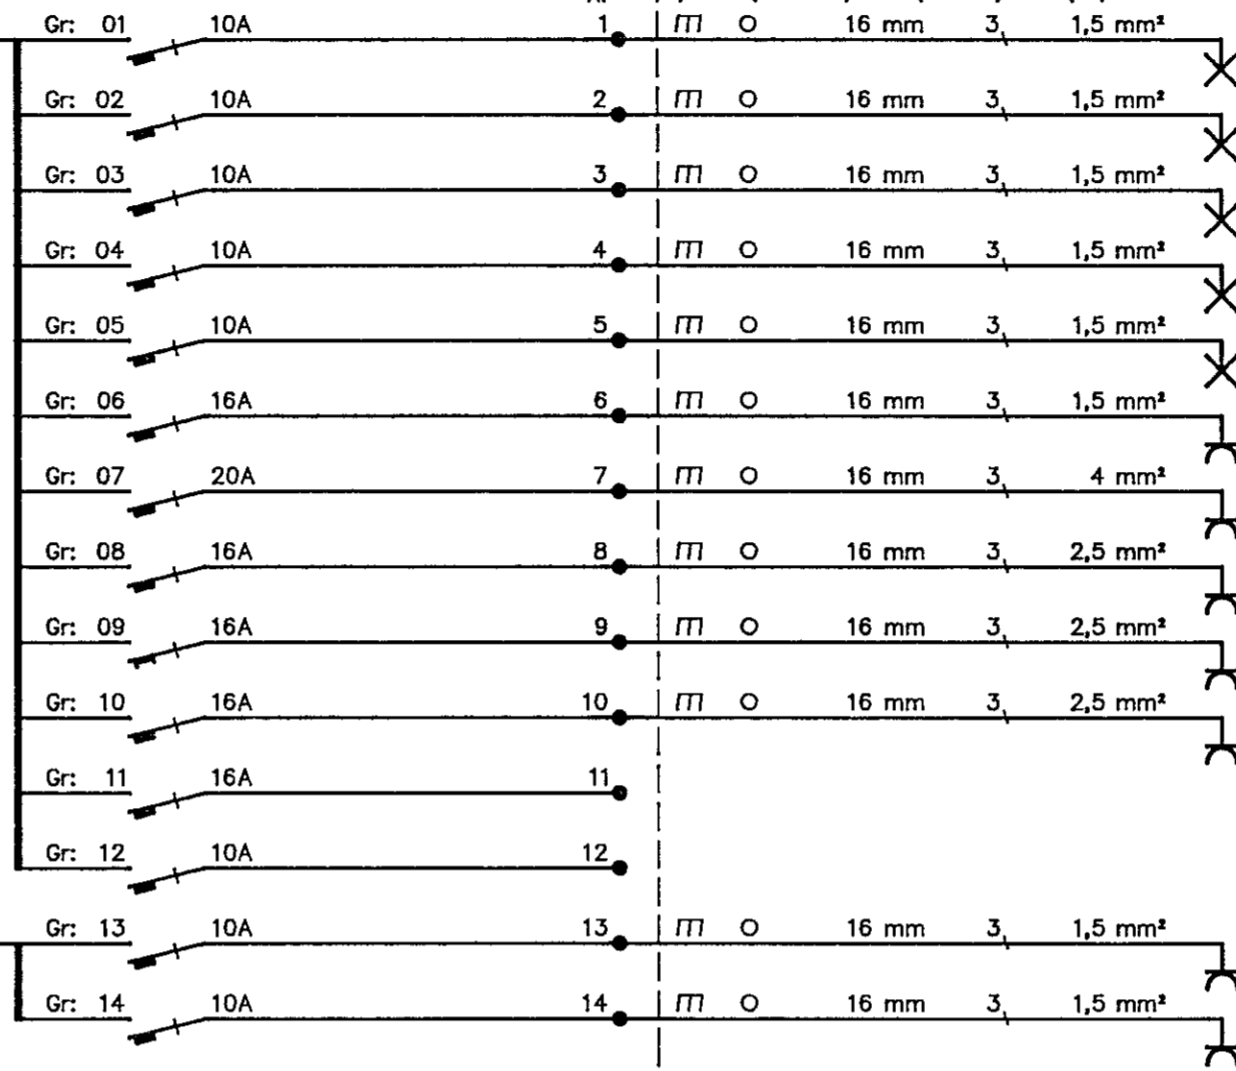 Gr: 01 10A 1 16 mm 3 1,5 mm²
Gr: 02 10A 2 16 mm 3 1,5 mm²
Gr: 03 10A 3 16 mm 3 1,5 mm²
Gr: 04 10A 4 16 mm 3 1,5 mm²
Gr: 05 10A 5 16 mm 3 1,5 mm²
Gr: 06 16A 6 16 mm 3 1,5 mm²
Gr: 07 20A 7 16 mm 3 4 mm²
Gr: 08 16A 8 16 mm 3 2,5 mm²
Gr: 09 16A 9 16 mm 3 2,5 mm²
Gr: 10 16A 10 16 mm 3 2,5 mm²
Gr: 11 16A 11
Gr: 12 10A 12
Gr: 13 10A 13 16 mm 3 1,5 mm²
Gr: 14 10A 14 16 mm 3 1,5 mm²